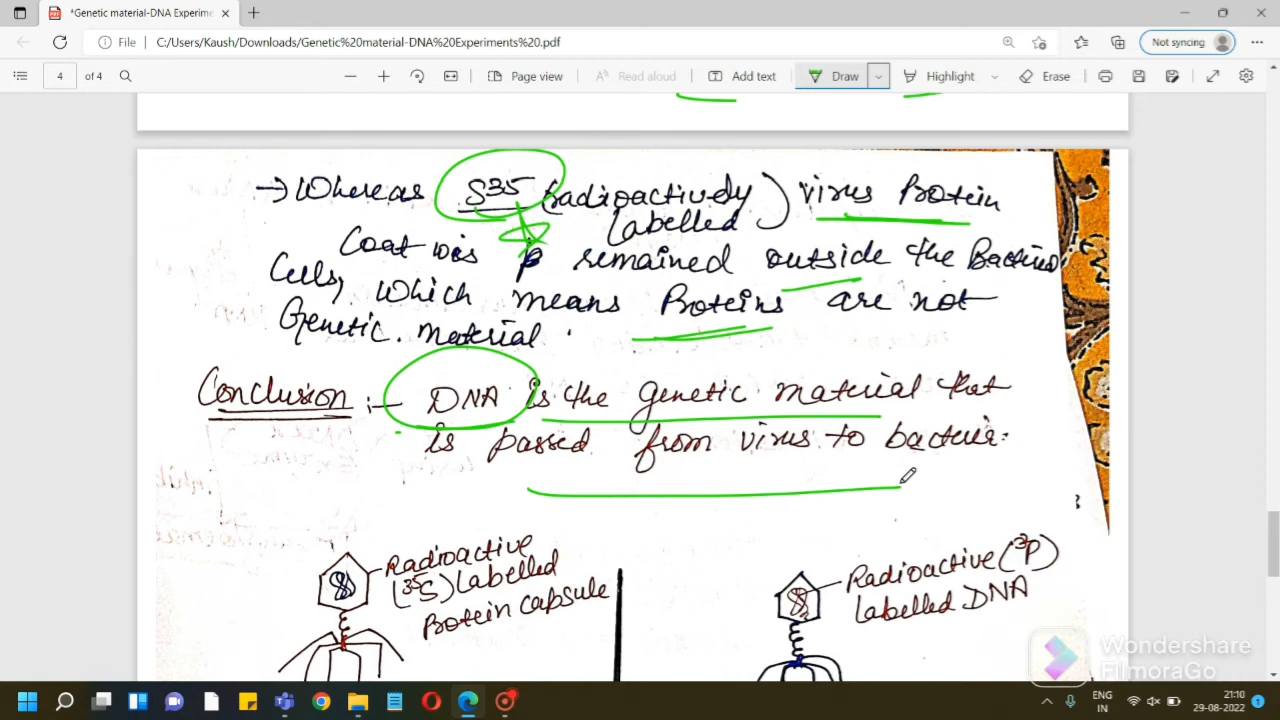 *Genetic material-DNA Experime
File C:/Users/Kaush/Downloads/Genetic%20material-DNA%20Experiments%20.pdf
Not syncing
4 of 4
Page view
Read aloud
Add text
Draw
Highlight
Erase
→ Whereas S35 (radioactively labelled) virus Protein
Coat was remained outside the Bacterial
Cells, which means Proteins are not
Genetic material.
Conclusion :- DNA is the genetic material that
is passed from virus to bacteria.
Radioactive
(35S) labelled
Protein capsule
Radioactive (32P)
labelled DNA
Wondershare
FilmoraGo
ENG
IN
21:10
29-08-2022
1